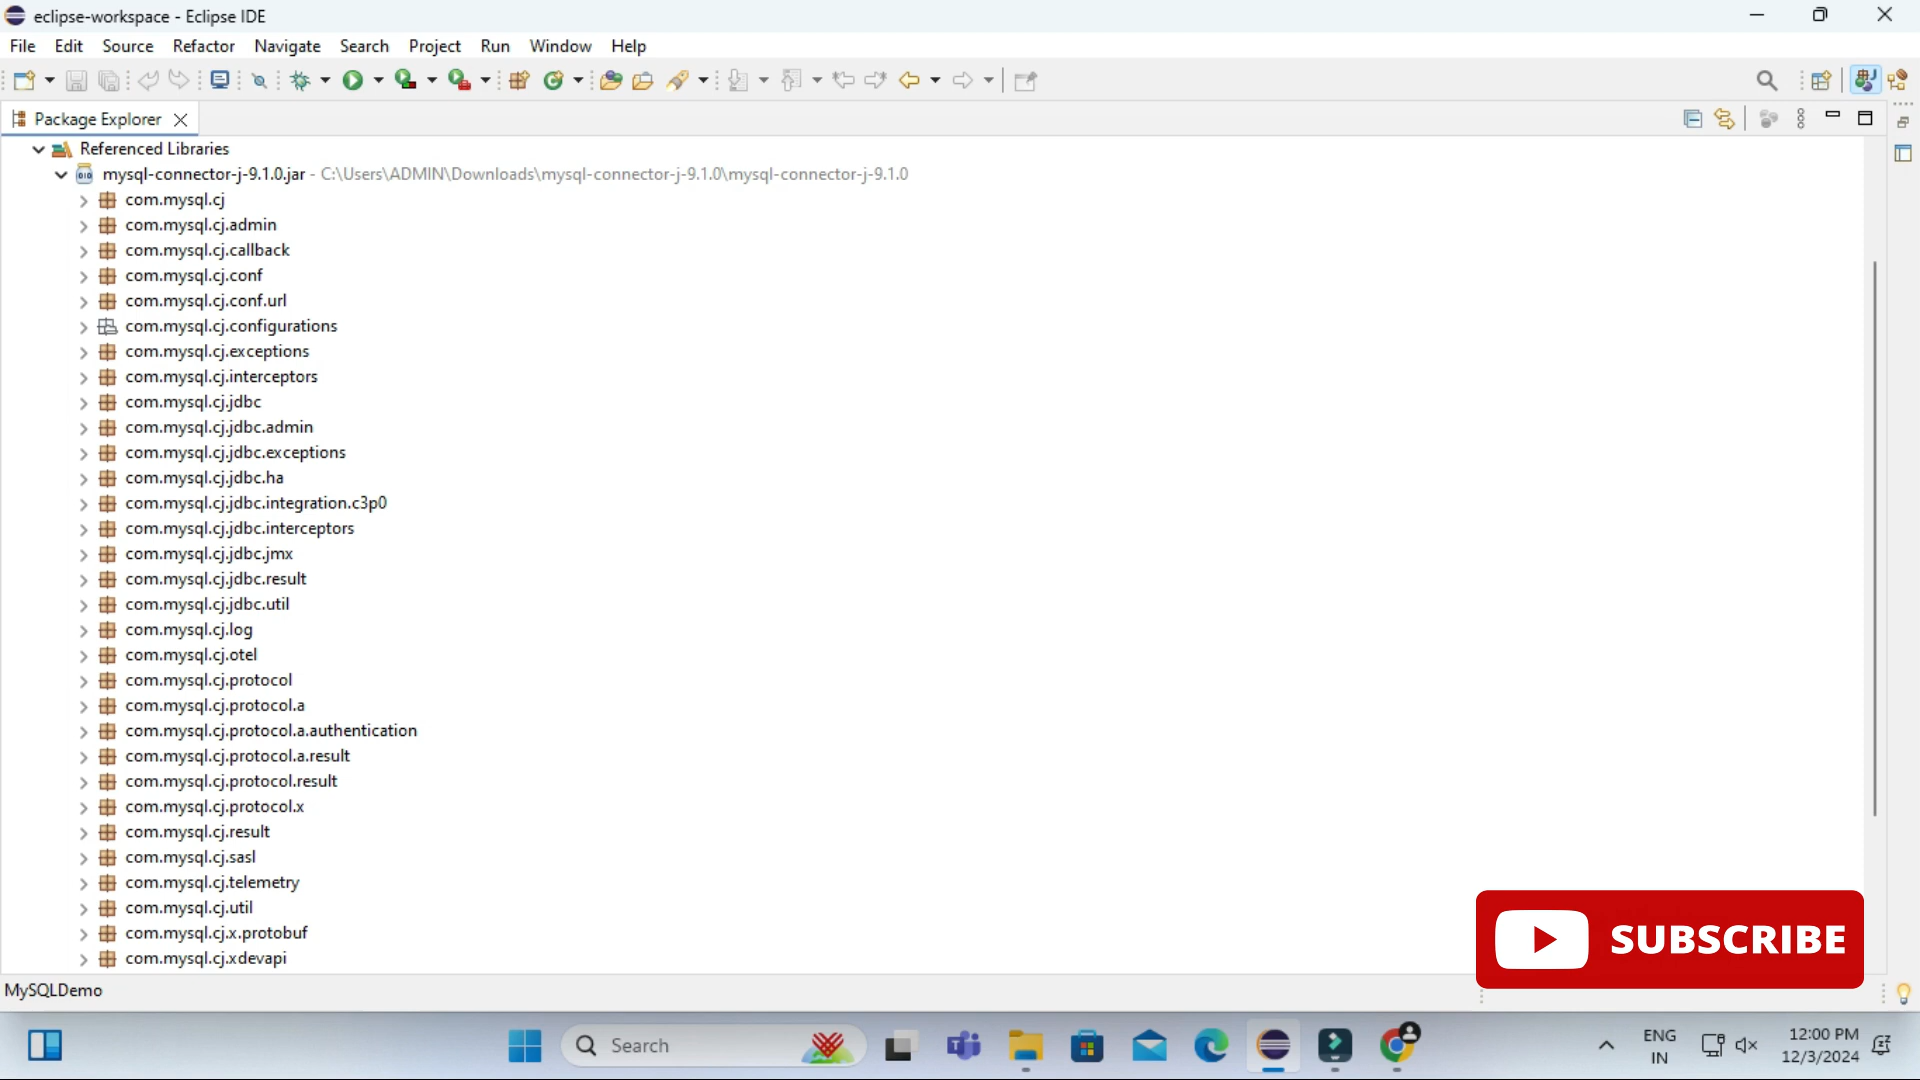 eclipse-workspace - Eclipse IDE
File Edit Source Refactor Navigate Search Project Run Window Help
Package Explorer
Referenced Libraries
mysql-connector-j-9.1.0.jar - C:\Users\ADMIN\Downloads\mysql-connector-j-9.1.0\mysql-connector-j-9.1.0
com.mysql.cj
com.mysql.cj.admin
com.mysql.cj.callback
com.mysql.cj.conf
com.mysql.cj.conf.url
com.mysql.cj.configurations
com.mysql.cj.exceptions
com.mysql.cj.interceptors
com.mysql.cj.jdbc
com.mysql.cj.jdbc.admin
com.mysql.cj.jdbc.exceptions
com.mysql.cj.jdbc.ha
com.mysql.cj.jdbc.integration.c3p0
com.mysql.cj.jdbc.interceptors
com.mysql.cj.jdbc.jmx
com.mysql.cj.jdbc.result
com.mysql.cj.jdbc.util
com.mysql.cj.log
com.mysql.cj.otel
com.mysql.cj.protocol
com.mysql.cj.protocol.a
com.mysql.cj.protocol.a.authentication
com.mysql.cj.protocol.a.result
com.mysql.cj.protocol.result
com.mysql.cj.protocol.x
com.mysql.cj.result
com.mysql.cj.sasl
com.mysql.cj.telemetry
com.mysql.cj.util
com.mysql.cj.x.protobuf
com.mysql.cj.xdevapi
SUBSCRIBE
MySQLDemo
Search
ENG
IN
12:00 PM
12/3/2024